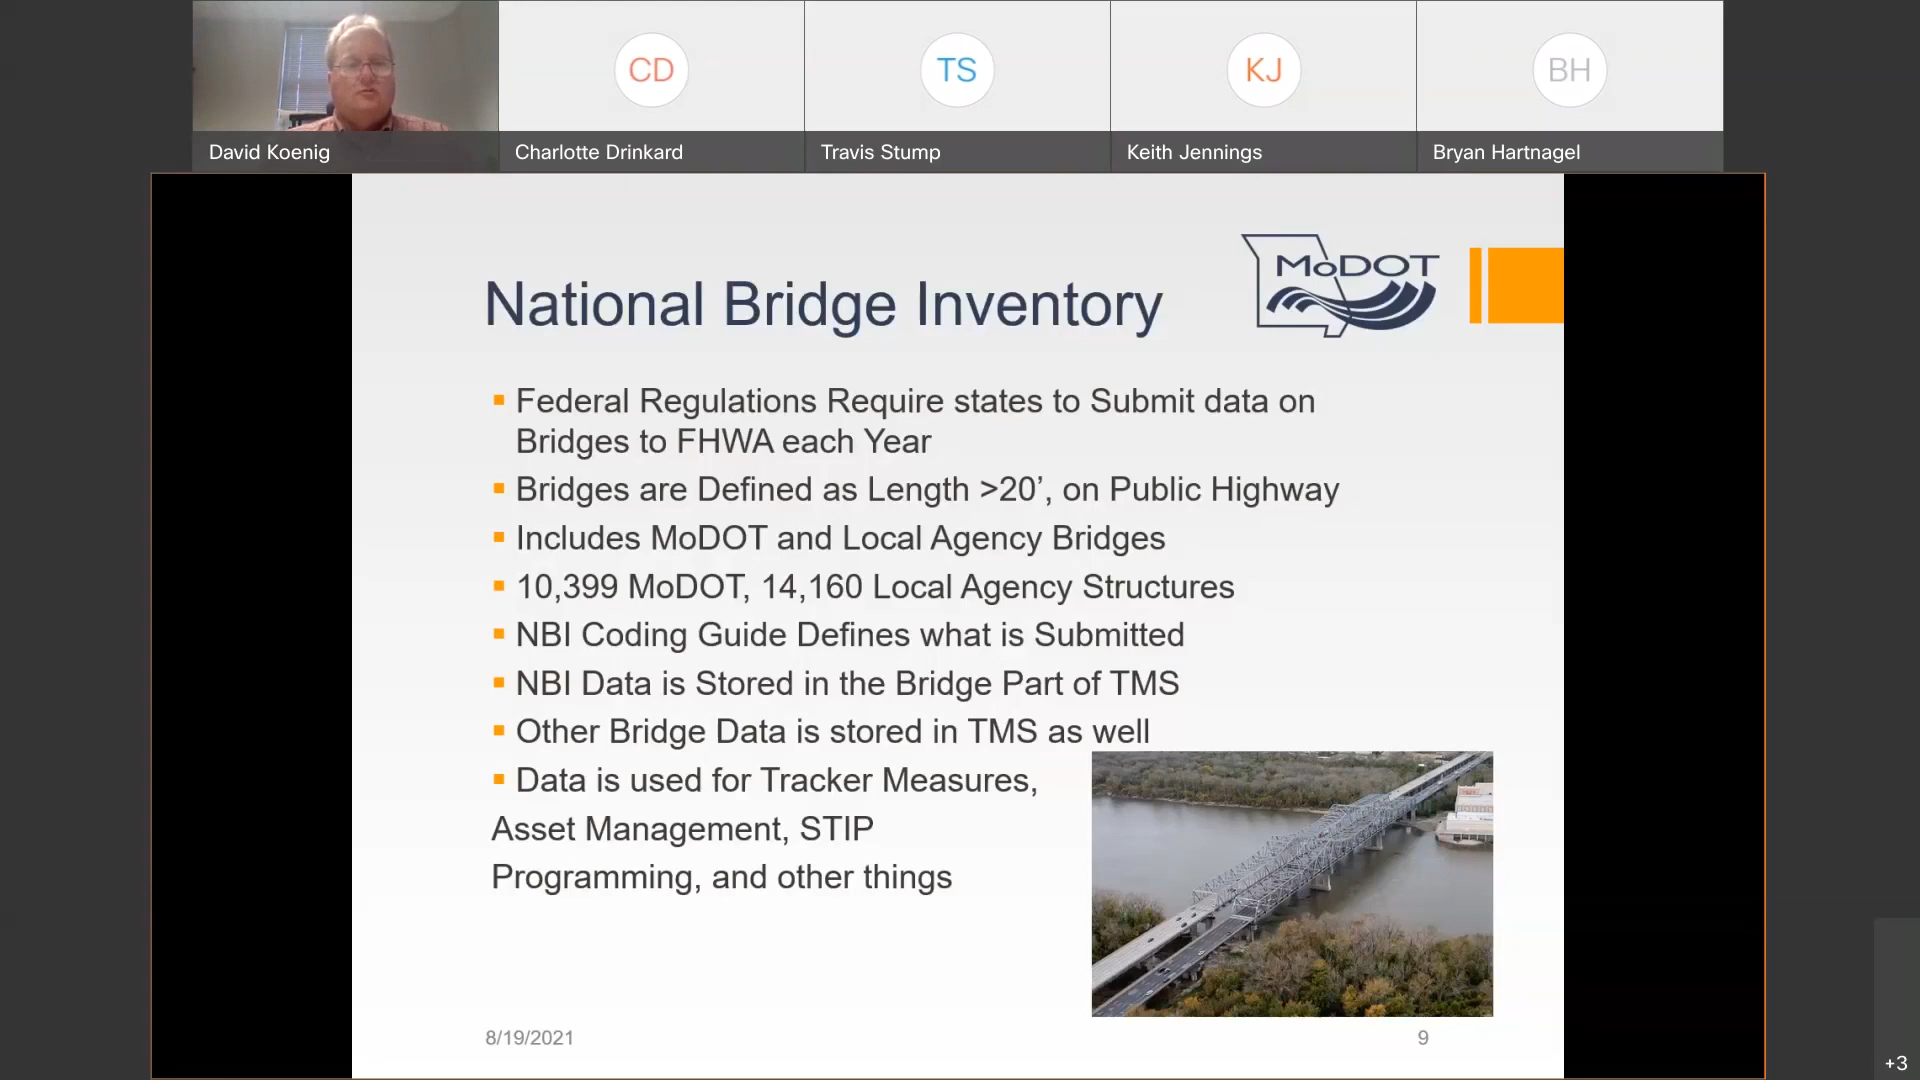 CD
TS
KJ
BH
David Koenig
Charlotte Drinkard
Travis Stump
Keith Jennings
Bryan Hartnagel
MoDOT
National Bridge Inventory
Federal Regulations Require states to Submit data on
Bridges to FHWA each Year
Bridges are Defined as Length >20’, on Public Highway
Includes MoDOT and Local Agency Bridges
10,399 MoDOT, 14,160 Local Agency Structures
NBI Coding Guide Defines what is Submitted
NBI Data is Stored in the Bridge Part of TMS
Other Bridge Data is stored in TMS as well
Data is used for Tracker Measures,
Asset Management, STIP
Programming, and other things
8/19/2021
9
+3